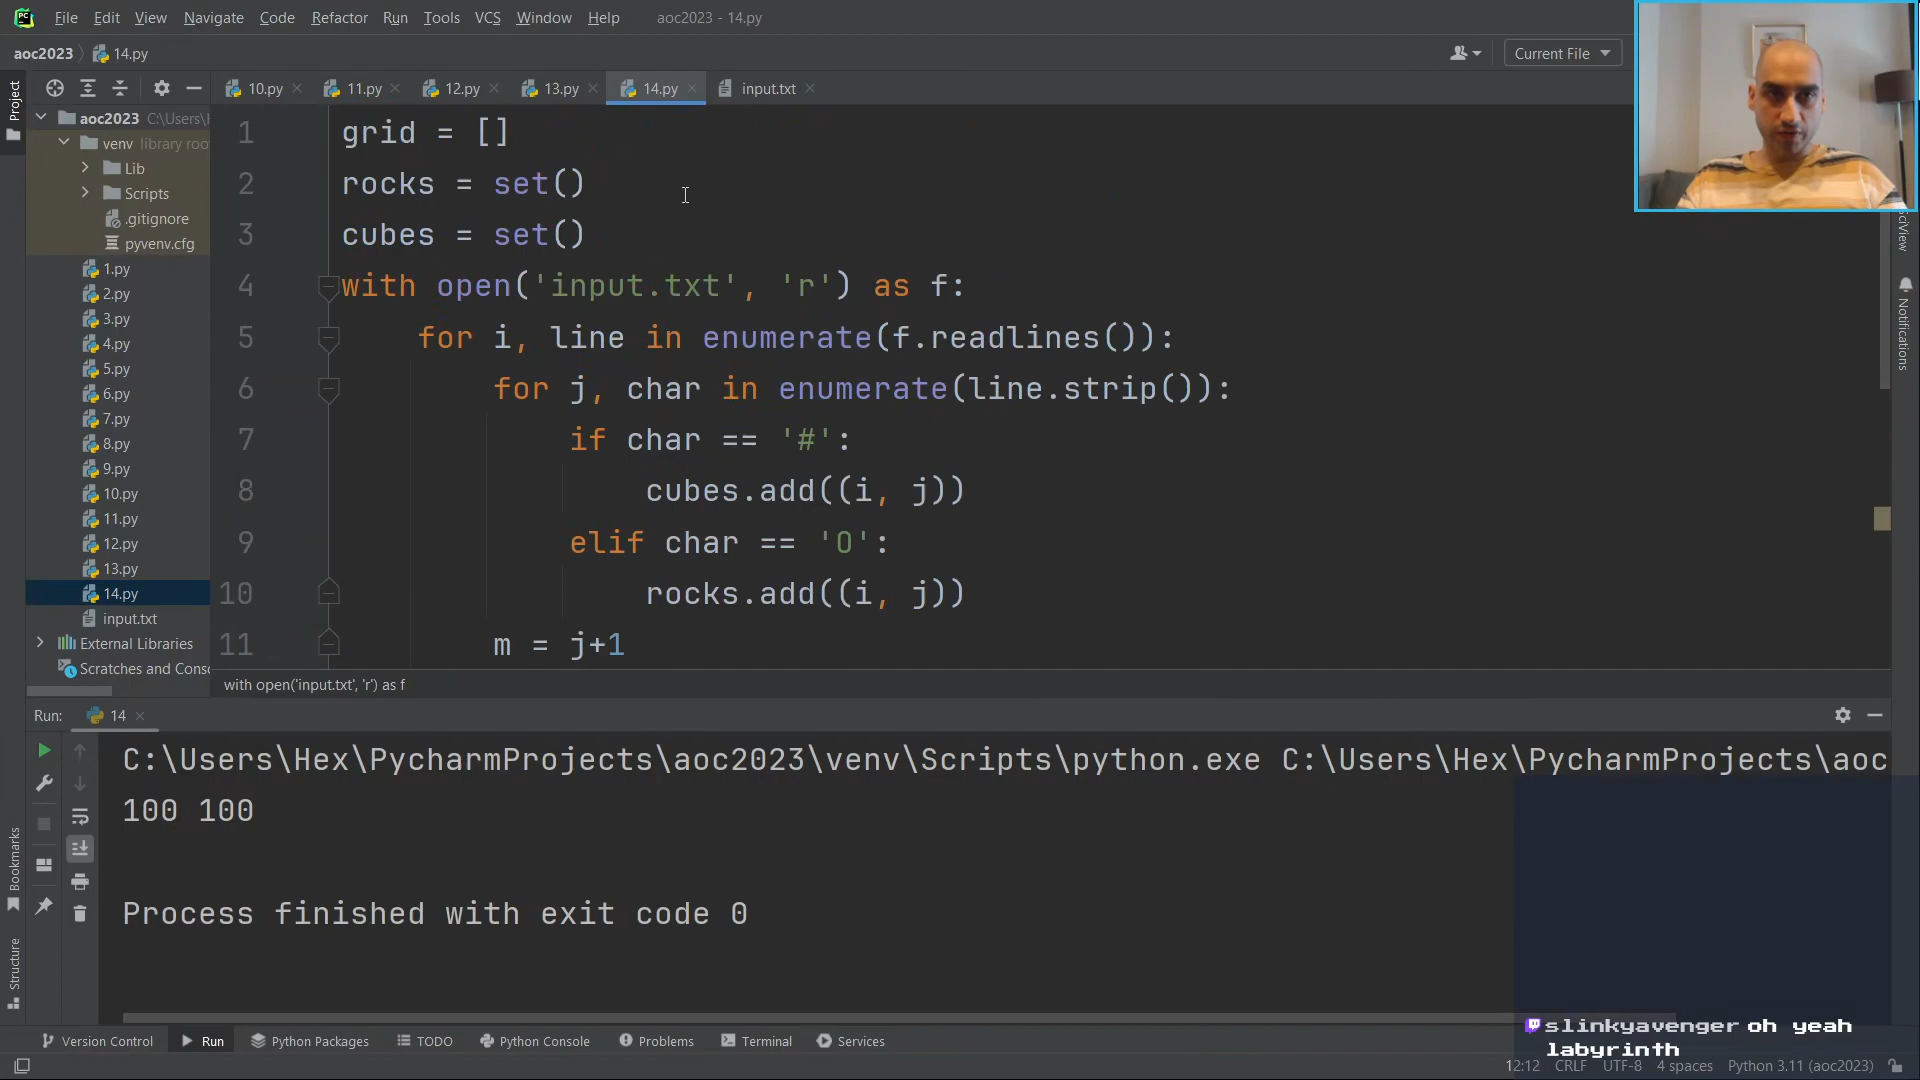 File Edit View Navigate Code Refactor Run Tools VCS Window Help aoc2023 - 14.py
aoc2023 14.py Current File
10.py 11.py 12.py 13.py 14.py input.txt
Project
aoc2023 C:\Users\H
venv library roo
Lib
Scripts
.gitignore
pyvenv.cfg
1.py
2.py
3.py
4.py
5.py
6.py
7.py
8.py
9.py
10.py
11.py
12.py
13.py
14.py
input.txt
External Libraries
Scratches and Conso
1 grid = []
2 rocks = set()
3 cubes = set()
4 with open('input.txt', 'r') as f:
5 for i, line in enumerate(f.readlines()):
6 for j, char in enumerate(line.strip()):
7 if char == '#':
8 cubes.add((i, j))
9 elif char == 'O':
10 rocks.add((i, j))
11 m = j+1
with open('input.txt', 'r') as f
SciView
Notifications
Run: 14
C:\Users\Hex\PycharmProjects\aoc2023\venv\Scripts\python.exe C:\Users\Hex\PycharmProjects\aoc
100 100
Process finished with exit code 0
Bookmarks
Structure
slinkyavenger oh yeah
labyrinth
Version Control Run Python Packages TODO Python Console Problems Terminal Services
12:12 CRLF UTF-8 4 spaces Python 3.11 (aoc2023)